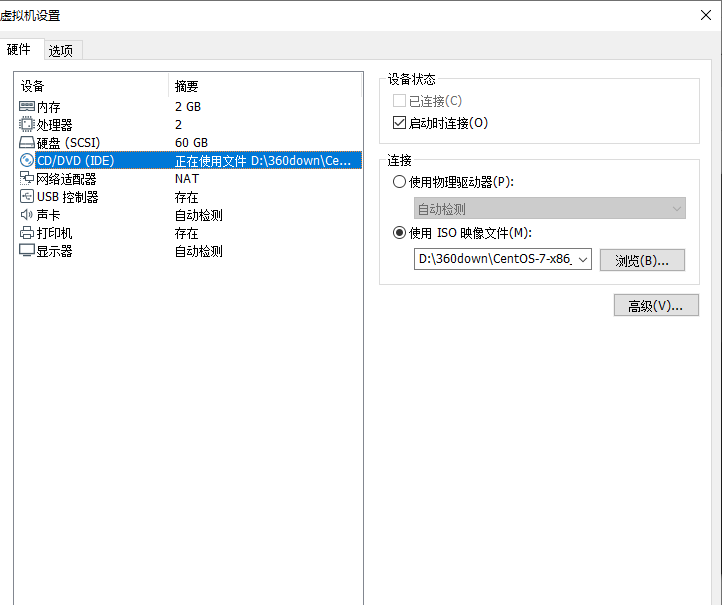 虚拟机设置
硬件 选项
设备 摘要
内存 2 GB
处理器 2
硬盘 (SCSI) 60 GB
CD/DVD (IDE) 正在使用文件 D:\360down\Ce...
网络适配器 NAT
USB 控制器 存在
声卡 自动检测
打印机 存在
显示器 自动检测
设备状态
已连接(C)
启动时连接(O)
连接
使用物理驱动器(P):
自动检测
使用 ISO 映像文件(M):
D:\360down\CentOS-7-x86_ 浏览(B)...
高级(V)...